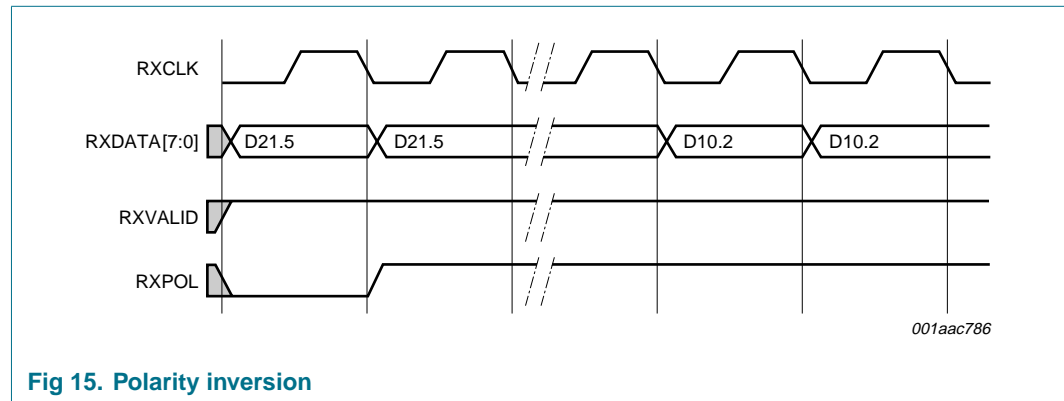 RXCLK
RXDATA[7:0] D21.5 D21.5 D10.2 D10.2
RXVALID
RXPOL
001aac786
Fig 15. Polarity inversion